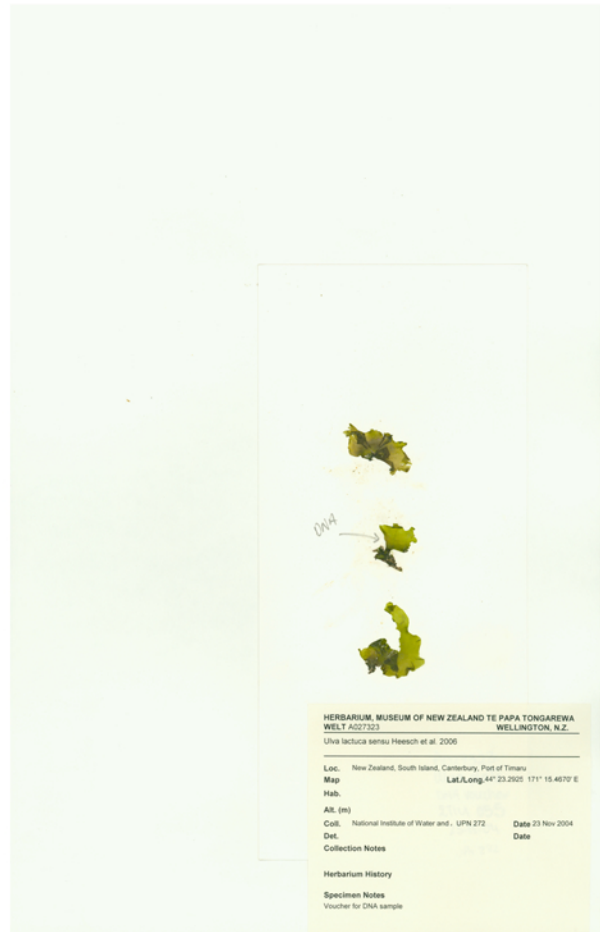 DNA
HERBARIUM, MUSEUM OF NEW ZEALAND TE PAPA TONGAREWA
WELT A027323 WELLINGTON, N.Z.
Ulva lactuca sensu Heesch et al. 2006
Loc. New Zealand, South Island, Canterbury, Port of Timaru
Map Lat./Long. 44° 23.2925' 171° 15.4670' E
Hab.
Alt. (m)
Coll. National Institute of Water and . UPN 272 Date 23 Nov 2004
Det. Date
Collection Notes
Herbarium History
Specimen Notes
Voucher for DNA sample